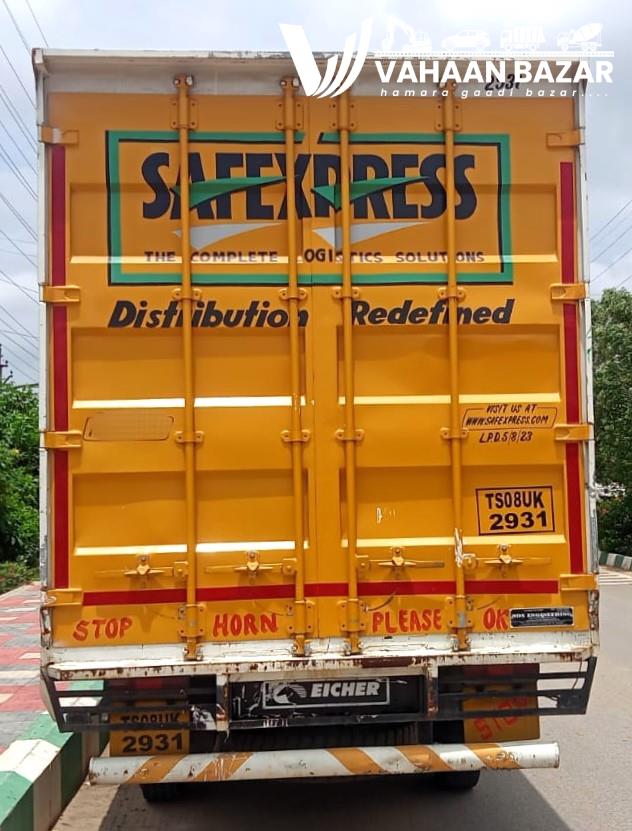 VAHAAN BAZAR
hamara gaadi bazar....
SAFEXPRESS
THE COMPLETE LOGISTICS SOLUTIONS
Distribution Redefined
VISIT US AT
WWW.SAFEXPRESS.COM
L.P.D.5/8/23
TS08UK
2931
STOP HORN PLEASE OK
EICHER
TS08UK
2931